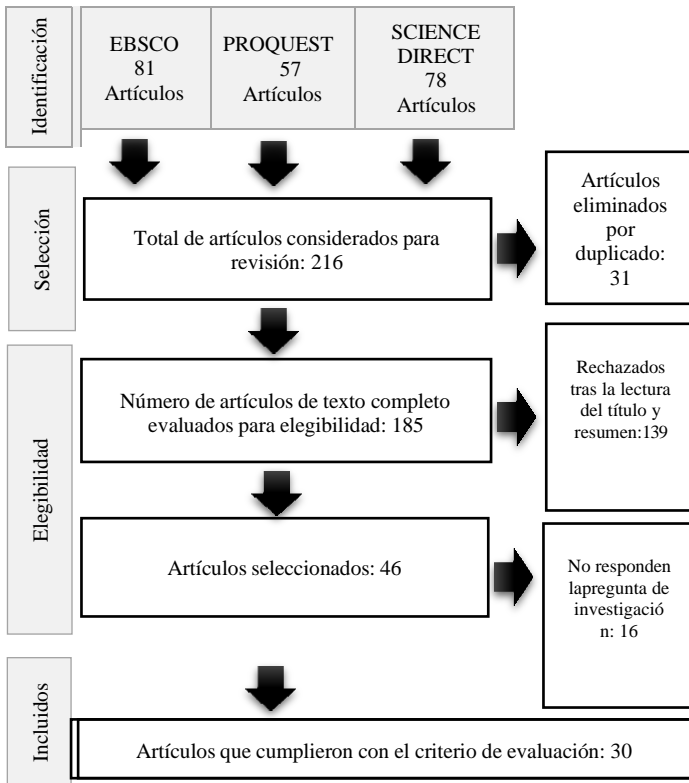 Identificación
EBSCO
81
Artículos
PROQUEST
57
Artículos
SCIENCE
DIRECT
78
Artículos
Selección
Total de artículos considerados para
revisión: 216
Artículos
eliminados
por
duplicado:
31
Elegibilidad
Número de artículos de texto completo
evaluados para elegibilidad: 185
Rechazados
tras la lectura
del título y
resumen:139
Artículos seleccionados: 46
No responden
lapregunta de
investigació
n: 16
Incluidos
Artículos que cumplieron con el criterio de evaluación: 30